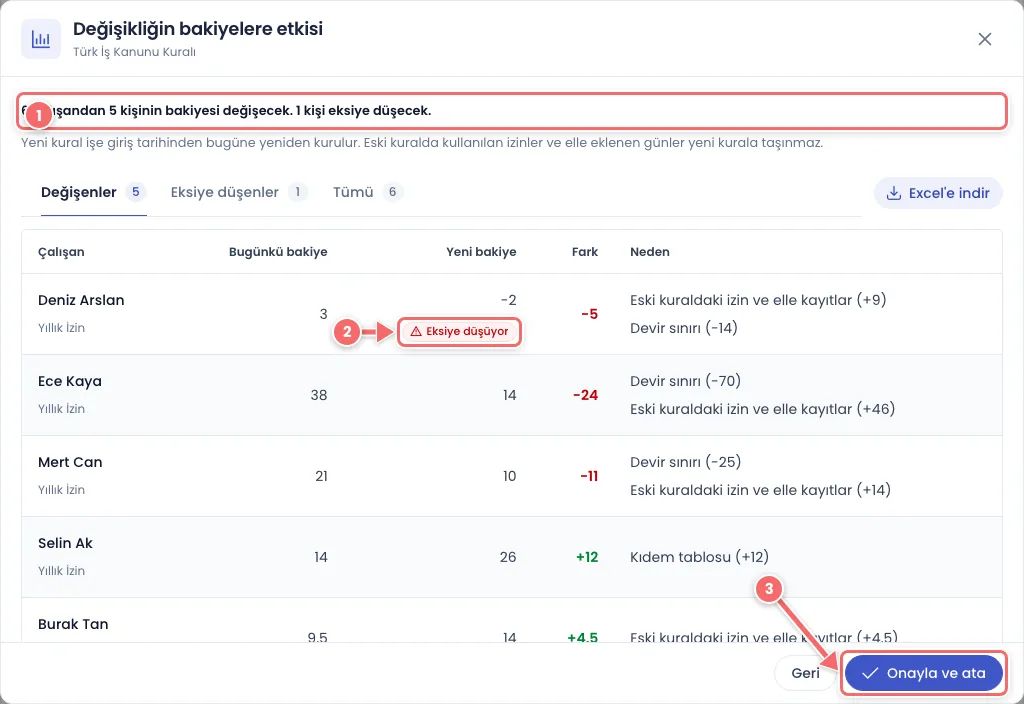 Değişikliğin bakiyelere etkisi
Türk İş Kanunu Kuralı
1
5 kişinin bakiyesi değişecek. 1 kişi eksiye düşecek.
Yeni kural işe giriş tarihinden bugüne yeniden kurulur. Eski kuralda kullanılan izinler ve elle eklenen günler yeni kurala taşınmaz.
Değişenler 5 Eksiye düşenler 1 Tümü 6 Excel'e indir
Çalışan Bugünkü bakiye Yeni bakiye Fark Neden
Deniz Arslan
Yıllık İzin
3
-2
2
Eksiye düşüyor
-5
Eski kuraldaki izin ve elle kayıtlar (+9)
Devir sınırı (-14)
Ece Kaya
Yıllık İzin
38
14
-24
Devir sınırı (-70)
Eski kuraldaki izin ve elle kayıtlar (+46)
Mert Can
Yıllık İzin
21
10
-11
Devir sınırı (-25)
Eski kuraldaki izin ve elle kayıtlar (+14)
Selin Ak
Yıllık İzin
14
26
+12
Kıdem tablosu (+12)
Burak Tan
9.5
14
+4.5
Eski kuraldaki izin ve elle kayıtlar (+4.5)
3
Geri
Onayla ve ata